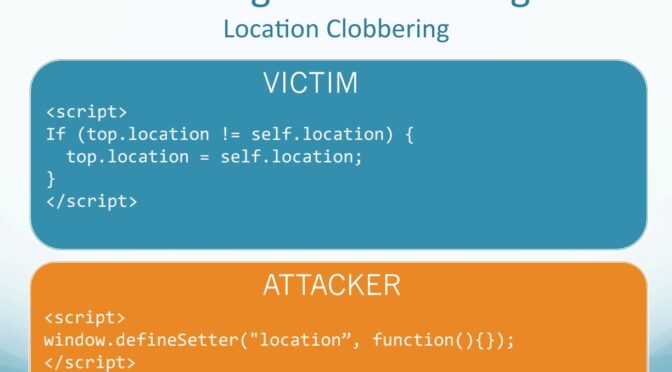 Location Clobbering
VICTIM
<script>
If (top.location != self.location) {
  top.location = self.location;
}
</script>
ATTACKER
<script>
window.defineSetter("location”, function(){});
</script>